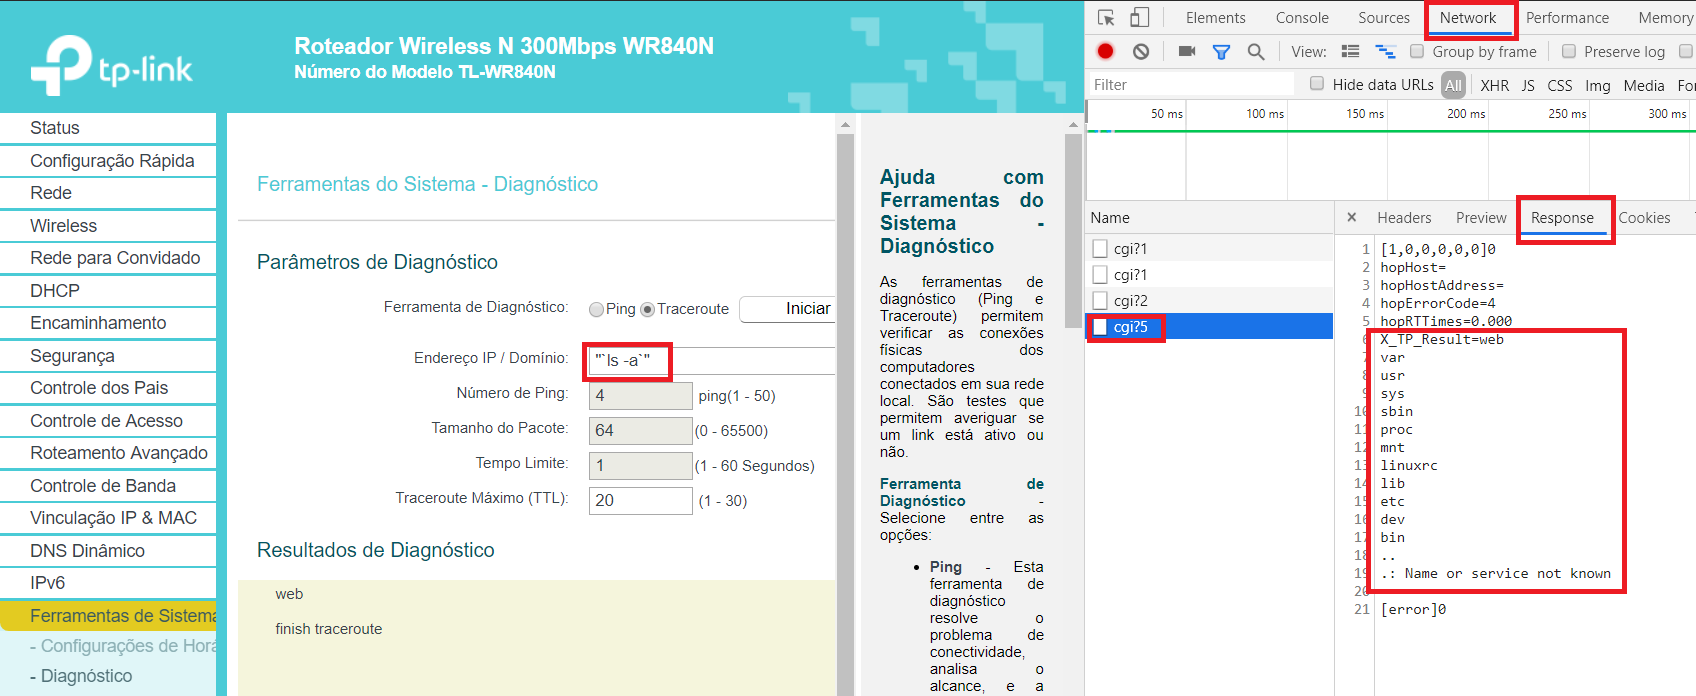 tp-link
Roteador Wireless N 300Mbps WR840N
Número do Modelo TL-WR840N
Status
Configuração Rápida
Rede
Wireless
Rede para Convidado
DHCP
Encaminhamento
Segurança
Controle dos Pais
Controle de Acesso
Roteamento Avançado
Controle de Banda
Vinculação IP & MAC
DNS Dinâmico
IPv6
Ferramentas de Sistema
- Configurações de Horá
- Diagnóstico
Ferramentas do Sistema - Diagnóstico
Parâmetros de Diagnóstico
Ferramenta de Diagnóstico: Ping Traceroute Iniciar
Endereço IP / Domínio: "`ls -a`"
Número de Ping: 4 ping(1 - 50)
Tamanho do Pacote: 64 (0 - 65500)
Tempo Limite: 1 (1 - 60 Segundos)
Traceroute Máximo (TTL): 20 (1 - 30)
Resultados de Diagnóstico
web
finish traceroute
Ajuda com
Ferramentas do
Sistema -
Diagnóstico
As ferramentas de
diagnóstico (Ping e
Traceroute) permitem
verificar as conexões
físicas dos
computadores
conectados em sua rede
local. São testes que
permitem averiguar se
um link está ativo ou
não.
Ferramenta de
Diagnóstico -
Selecione entre as
opções:
• Ping - Esta
ferramenta de
diagnóstico
resolve o
problema de
conectividade,
analisa o
alcance, e a
Elements Console Sources Network Performance Memory
View: Group by frame Preserve log
Filter Hide data URLs All XHR JS CSS Img Media Fo
50 ms 100 ms 150 ms 200 ms 250 ms 300 ms
Name
cgi?1
cgi?1
cgi?2
cgi?5
× Headers Preview Response Cookies
1 [1,0,0,0,0,0]0
2 hopHost=
3 hopHostAddress=
4 hopErrorCode=4
5 hopRTTimes=0.000
6 X_TP_Result=web
7 var
8 usr
9 sys
10 sbin
11 proc
12 mnt
13 linuxrc
14 lib
15 etc
16 dev
17 bin
18 ..
19 .: Name or service not known
20
21 [error]0